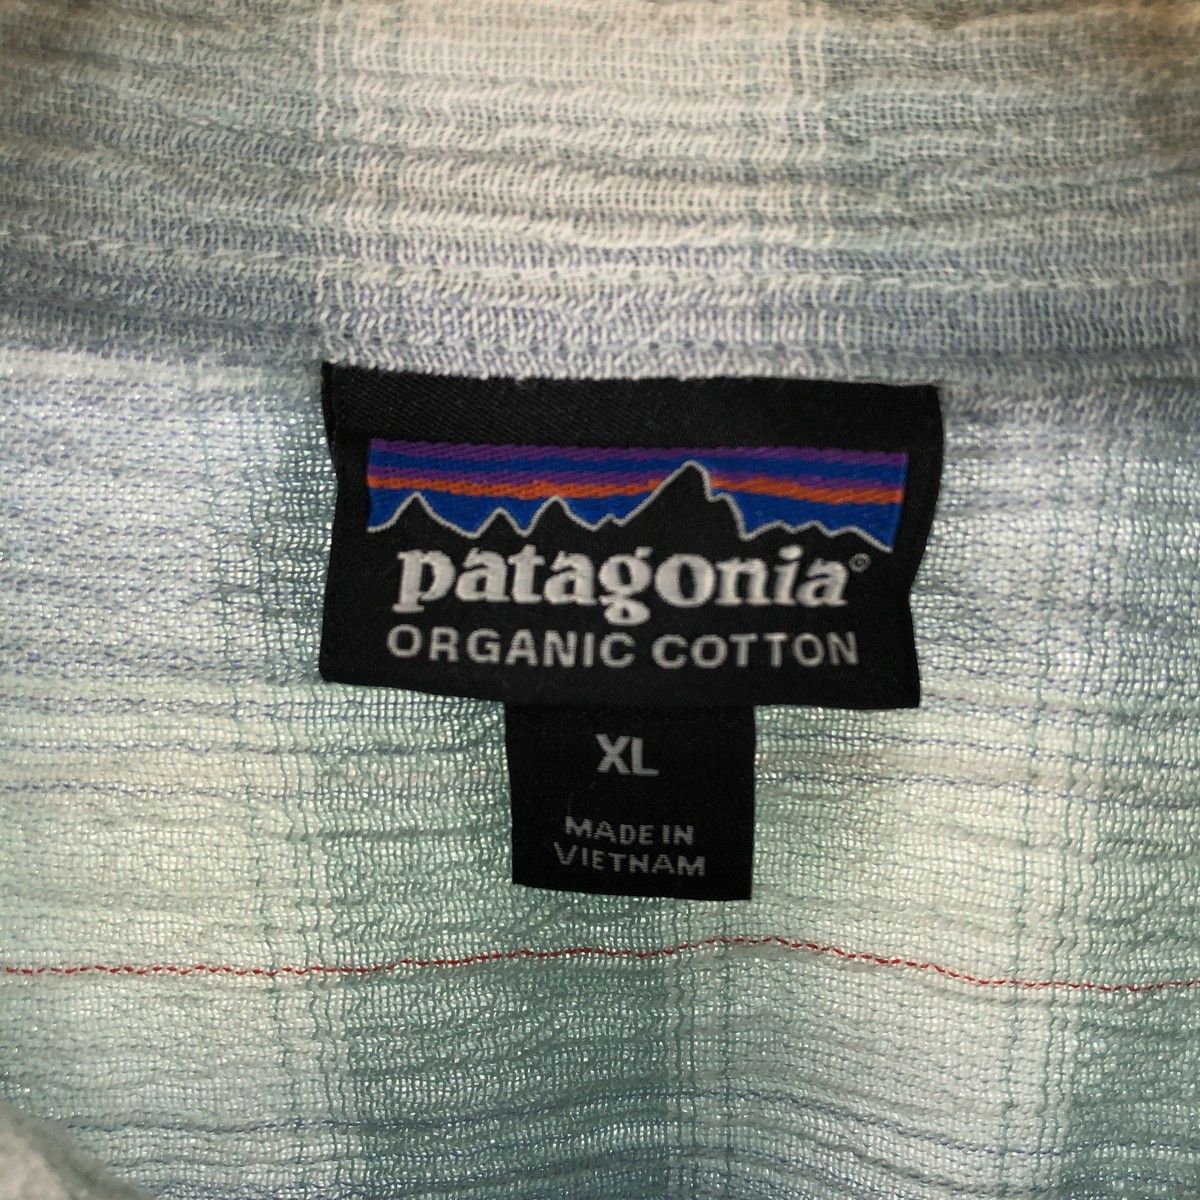 patagonia®
ORGANIC COTTON
XL
MADE IN
VIETNAM